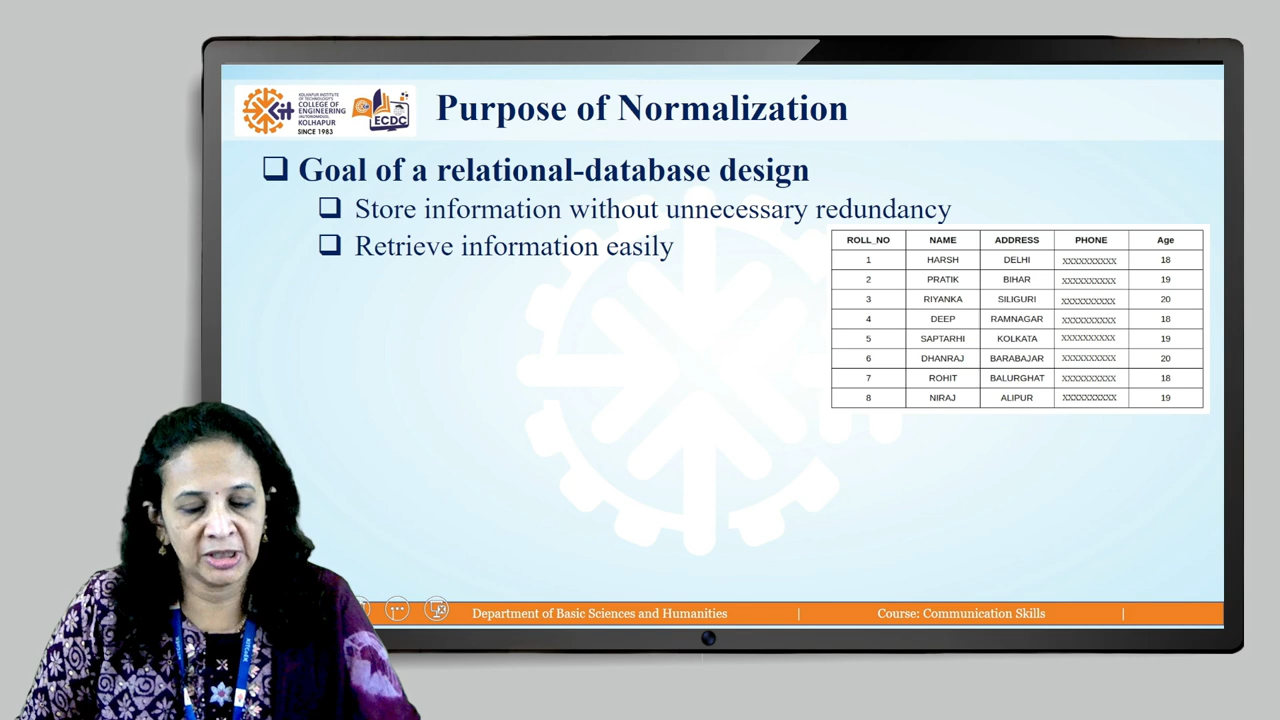 KOLHAPUR INSTITUTE
OF TECHNOLOGY'S
COLLEGE OF
ENGINEERING
(AUTONOMOUS),
KOLHAPUR
SINCE 1983
ECDC
Purpose of Normalization
Goal of a relational-database design
Store information without unnecessary redundancy
Retrieve information easily
ROLL_NO NAME ADDRESS PHONE Age
1 HARSH DELHI XXXXXXXXXX 18
2 PRATIK BIHAR XXXXXXXXXX 19
3 RIYANKA SILIGURI XXXXXXXXXX 20
4 DEEP RAMNAGAR XXXXXXXXXX 18
5 SAPTARHI KOLKATA XXXXXXXXXX 19
6 DHANRAJ BARABAJAR XXXXXXXXXX 20
7 ROHIT BALURGHAT XXXXXXXXXX 18
8 NIRAJ ALIPUR XXXXXXXXXX 19
Department of Basic Sciences and Humanities | Course: Communication Skills |